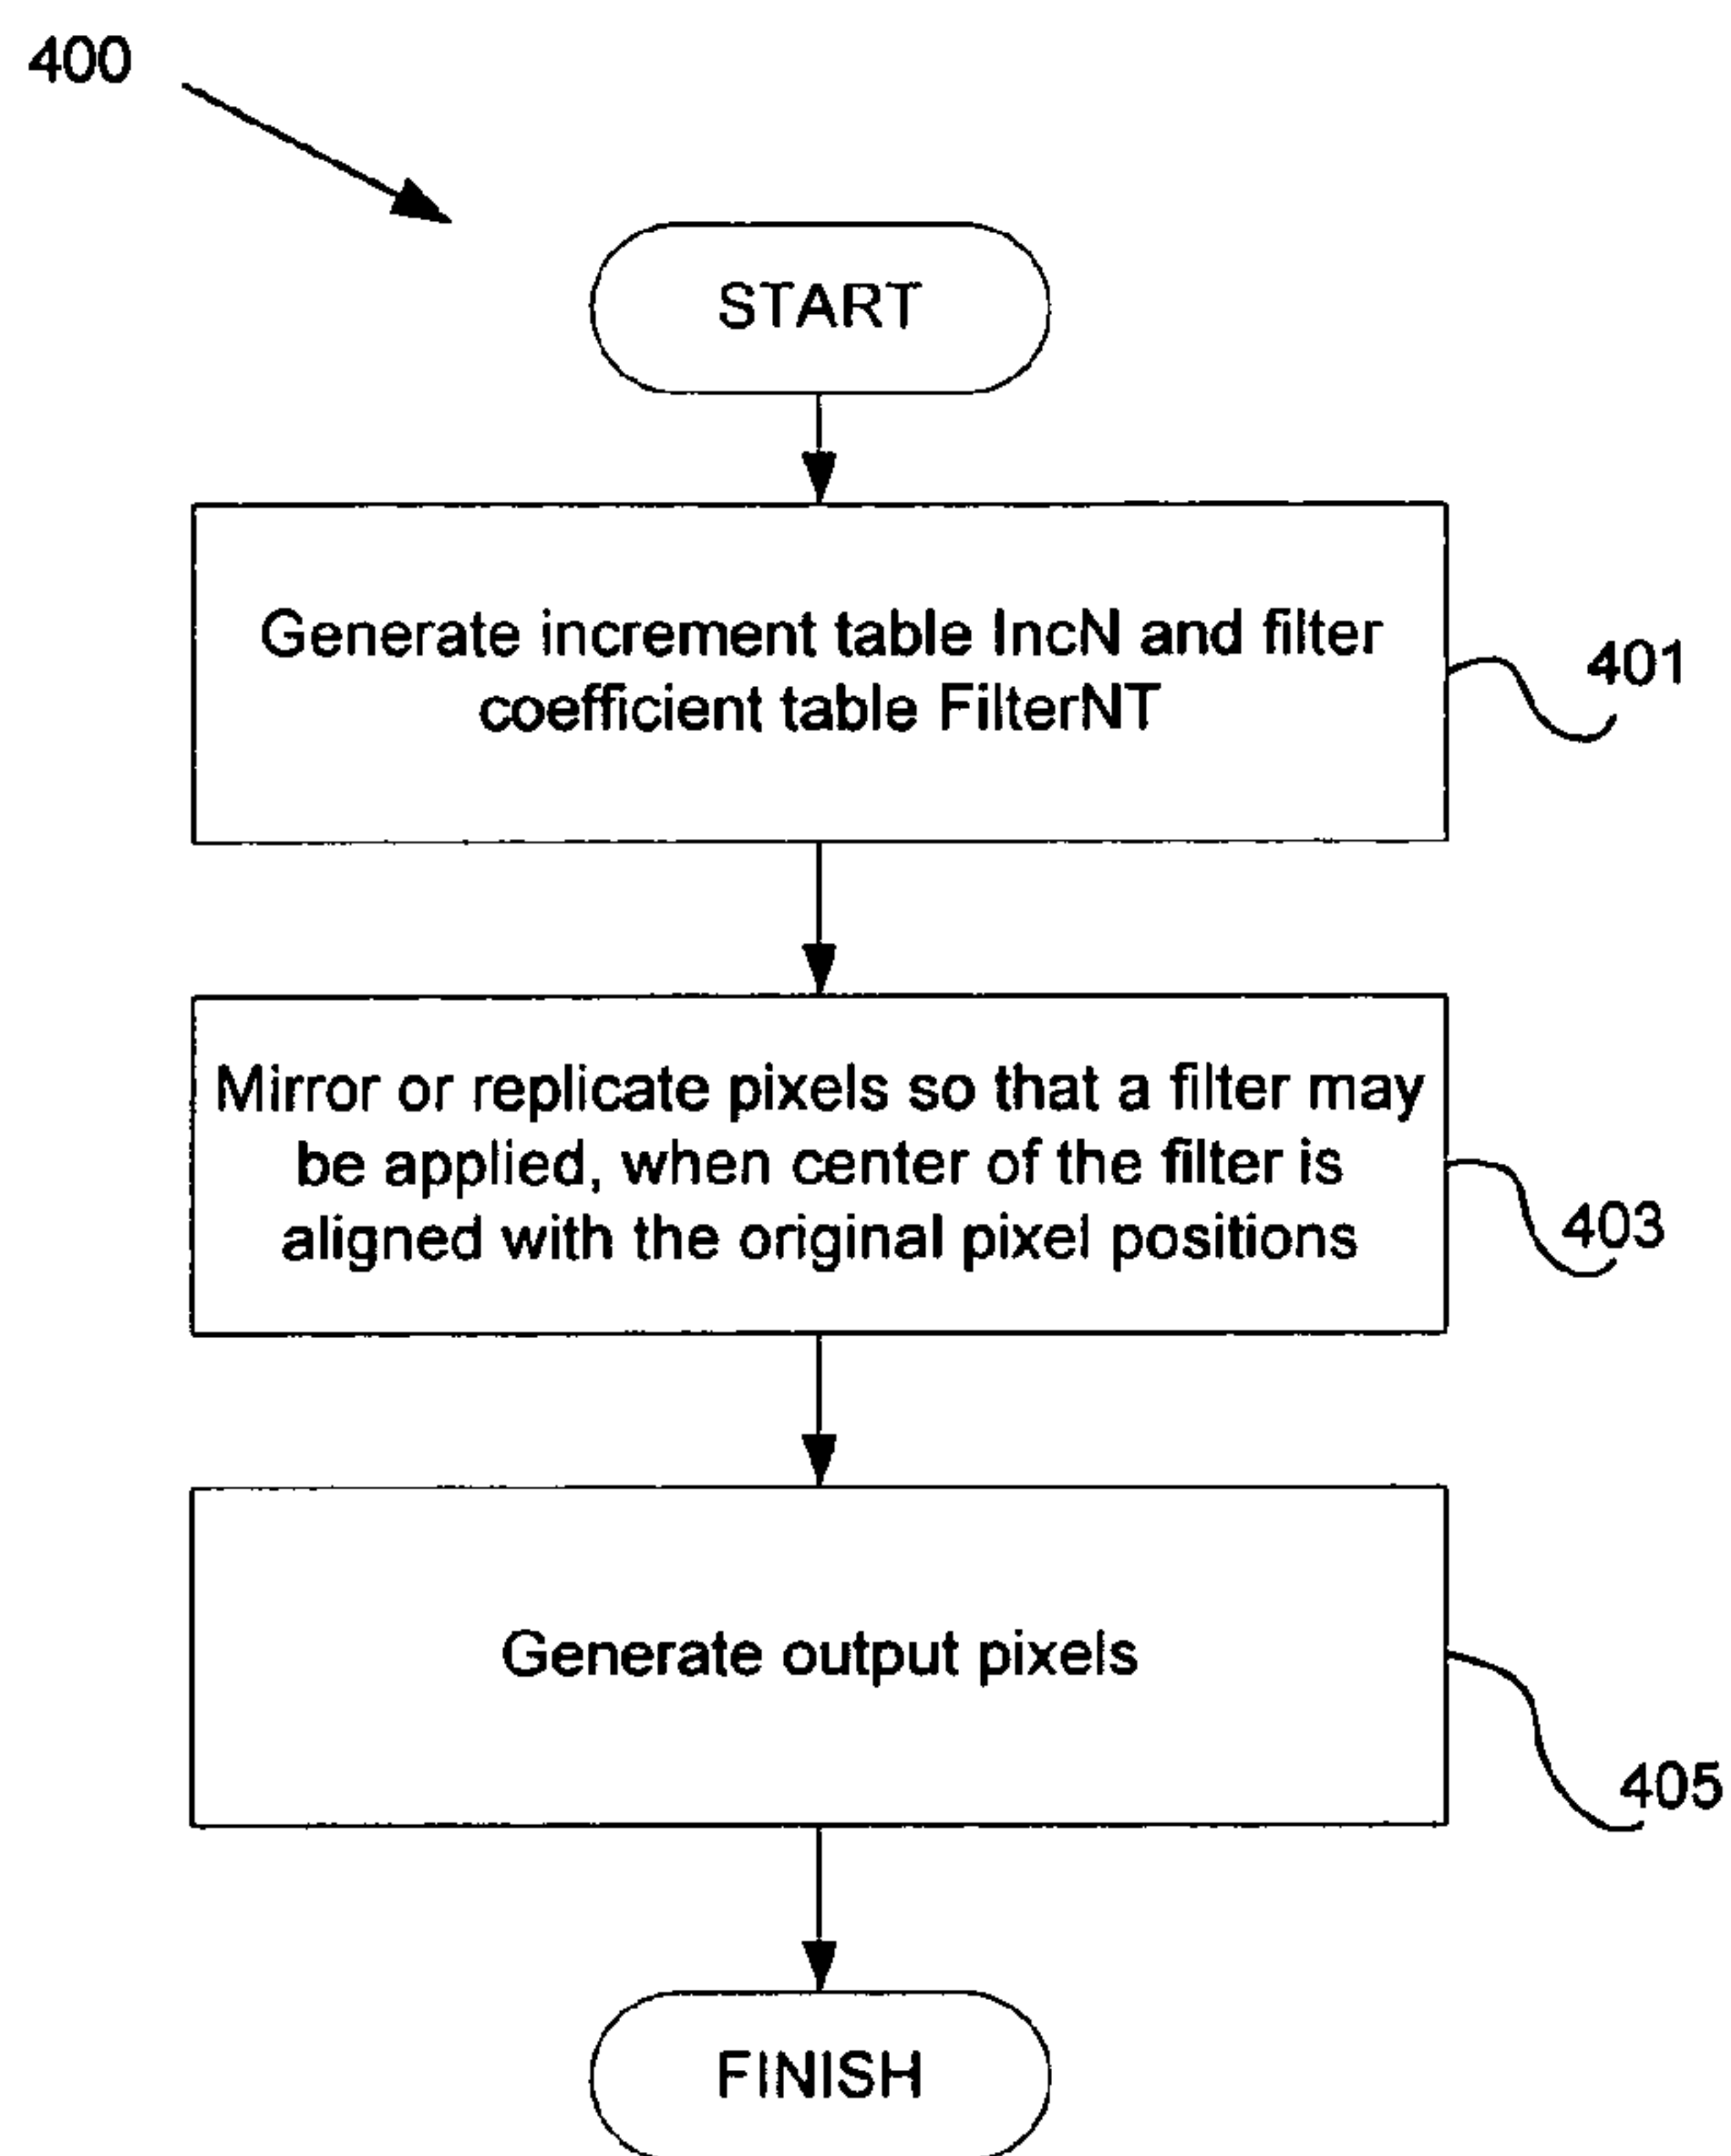 400
START
Generate increment table IncN and filter
coefficient table FilterNT
401
Mirror or replicate pixels so that a filter may
be applied, when center of the filter is
aligned with the original pixel positions
403
Generate output pixels
405
FINISH